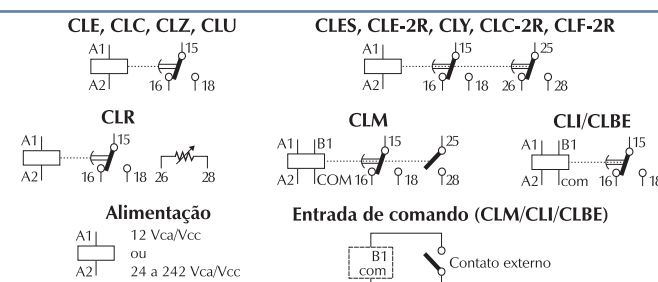 CLE, CLC, CLZ, CLU
A1 15
A2 16 18
CLES, CLE-2R, CLY, CLC-2R, CLF-2R
A1 15 25
A2 16 18 26 28
CLR
A1 15
A2 16 18 26 28
CLM
A1 B1 15 25
A2 COM 16 18 28
CLI/CLBE
A1 B1 15
A2 com 16 18
Alimentação
A1 12 Vca/Vcc
ou
A2 24 a 242 Vca/Vcc
Entrada de comando (CLM/CLI/CLBE)
B1
com
Contato externo